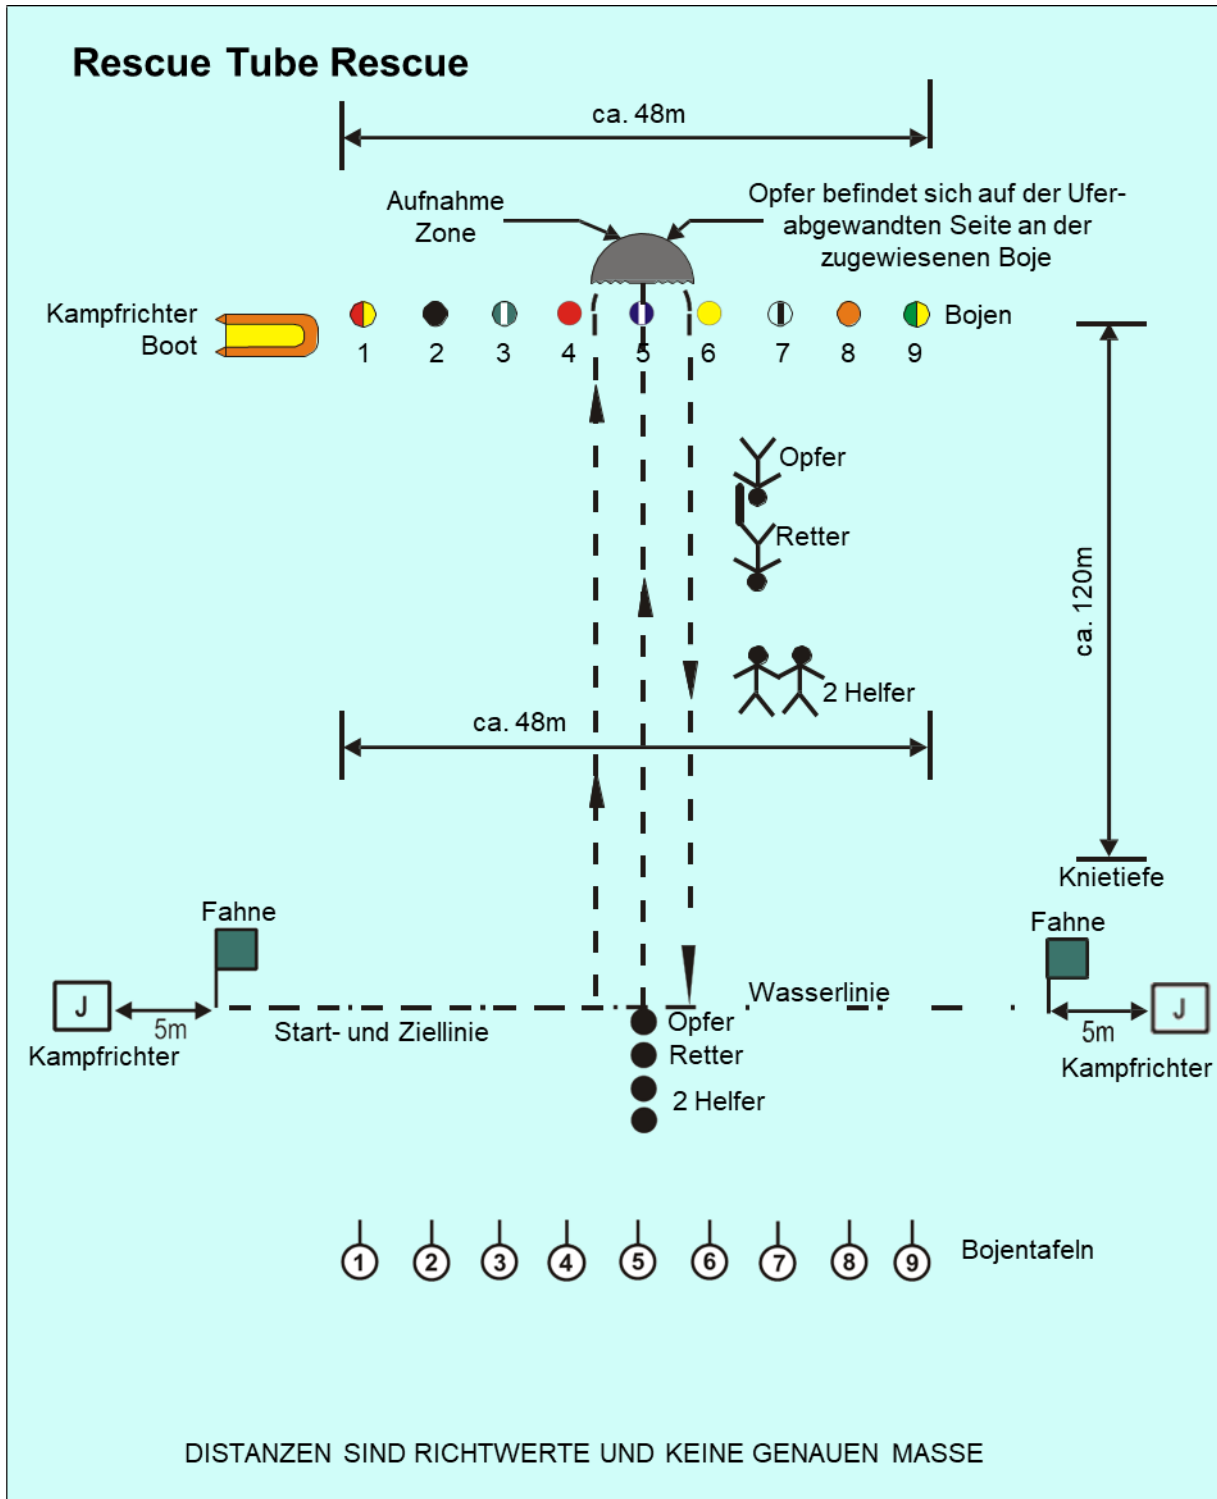 Rescue Tube Rescue
ca. 48m
Aufnahme
Zone
Opfer befindet sich auf der Ufer-
abgewandten Seite an der
zugewiesenen Boje
Kampfrichter
Boot
Bojen
1 2 3 4 5 6 7 8 9
Opfer
Retter
ca. 120m
2 Helfer
ca. 48m
Knietiefe
Fahne
Fahne
J
5m
Kampfrichter
Start- und Ziellinie
Wasserlinie
J
5m
Kampfrichter
Opfer
Retter
2 Helfer
1 2 3 4 5 6 7 8 9
Bojentafeln
DISTANZEN SIND RICHTWERTE UND KEINE GENAUEN MASSE